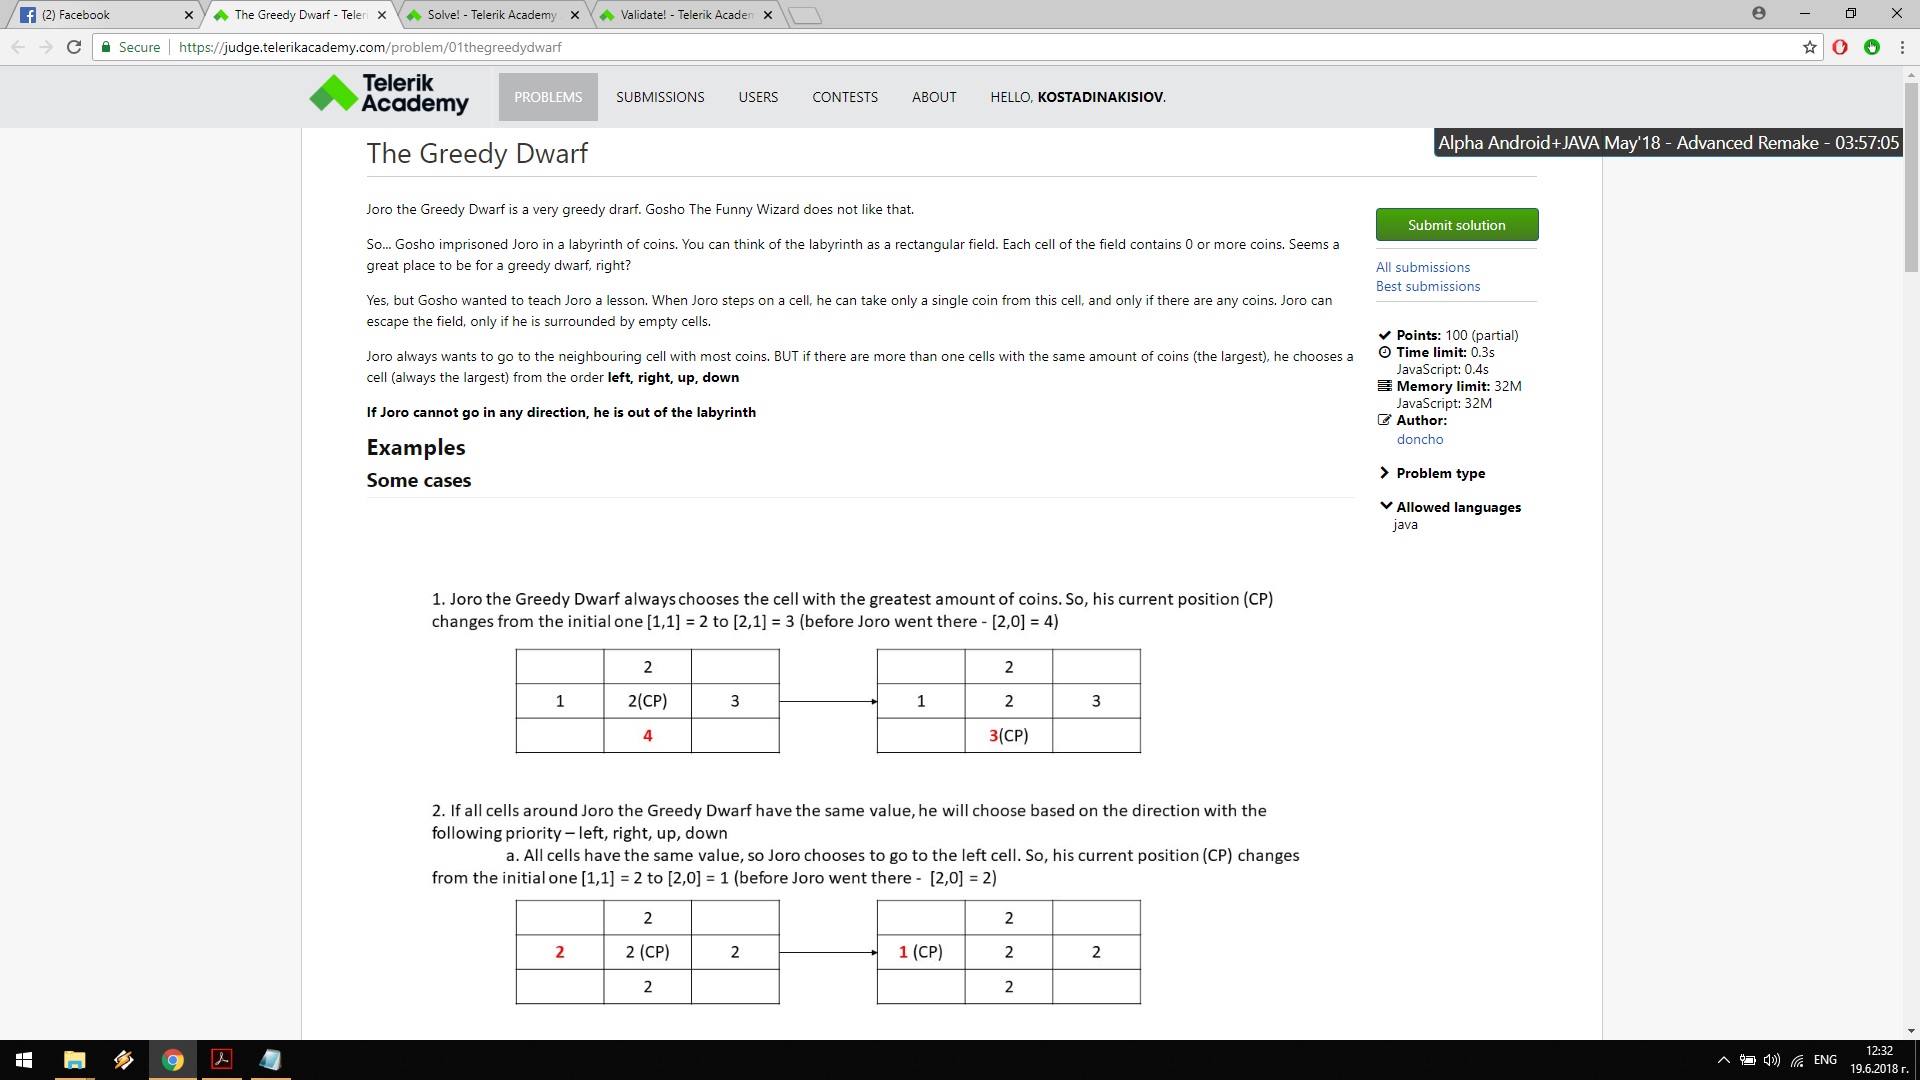 (2) Facebook
The Greedy Dwarf - Teleri
Solve! - Telerik Academy
Validate! - Telerik Academ
Secure
https://judge.telerikacademy.com/problem/01thegreedydwarf
Telerik
Academy
PROBLEMS
SUBMISSIONS
USERS
CONTESTS
ABOUT
HELLO, KOSTADINAKISIOV.
The Greedy Dwarf
Alpha Android+JAVA May'18 - Advanced Remake - 03:57:05
Joro the Greedy Dwarf is a very greedy drarf. Gosho The Funny Wizard does not like that.
So... Gosho imprisoned Joro in a labyrinth of coins. You can think of the labyrinth as a rectangular field. Each cell of the field contains 0 or more coins. Seems a
great place to be for a greedy dwarf, right?
Yes, but Gosho wanted to teach Joro a lesson. When Joro steps on a cell, he can take only a single coin from this cell, and only if there are any coins. Joro can
escape the field, only if he is surrounded by empty cells.
Joro always wants to go to the neighbouring cell with most coins. BUT if there are more than one cells with the same amount of coins (the largest), he chooses a
cell (always the largest) from the order left, right, up, down
If Joro cannot go in any direction, he is out of the labyrinth
Examples
Some cases
Submit solution
All submissions
Best submissions
Points: 100 (partial)
Time limit: 0.3s
JavaScript: 0.4s
Memory limit: 32M
JavaScript: 32M
Author:
doncho
Problem type
Allowed languages
java
1. Joro the Greedy Dwarf always chooses the cell with the greatest amount of coins. So, his current position (CP)
changes from the initial one [1,1] = 2 to [2,1] = 3 (before Joro went there - [2,0] = 4)
2
1 2(CP) 3
4
2
1 2 3
3(CP)
2. If all cells around Joro the Greedy Dwarf have the same value, he will choose based on the direction with the
following priority – left, right, up, down
a. All cells have the same value, so Joro chooses to go to the left cell. So, his current position (CP) changes
from the initial one [1,1] = 2 to [2,0] = 1 (before Joro went there - [2,0] = 2)
2
2 2 (CP) 2
2
2
1 (CP) 2 2
2
ENG
12:32
19.6.2018 г.